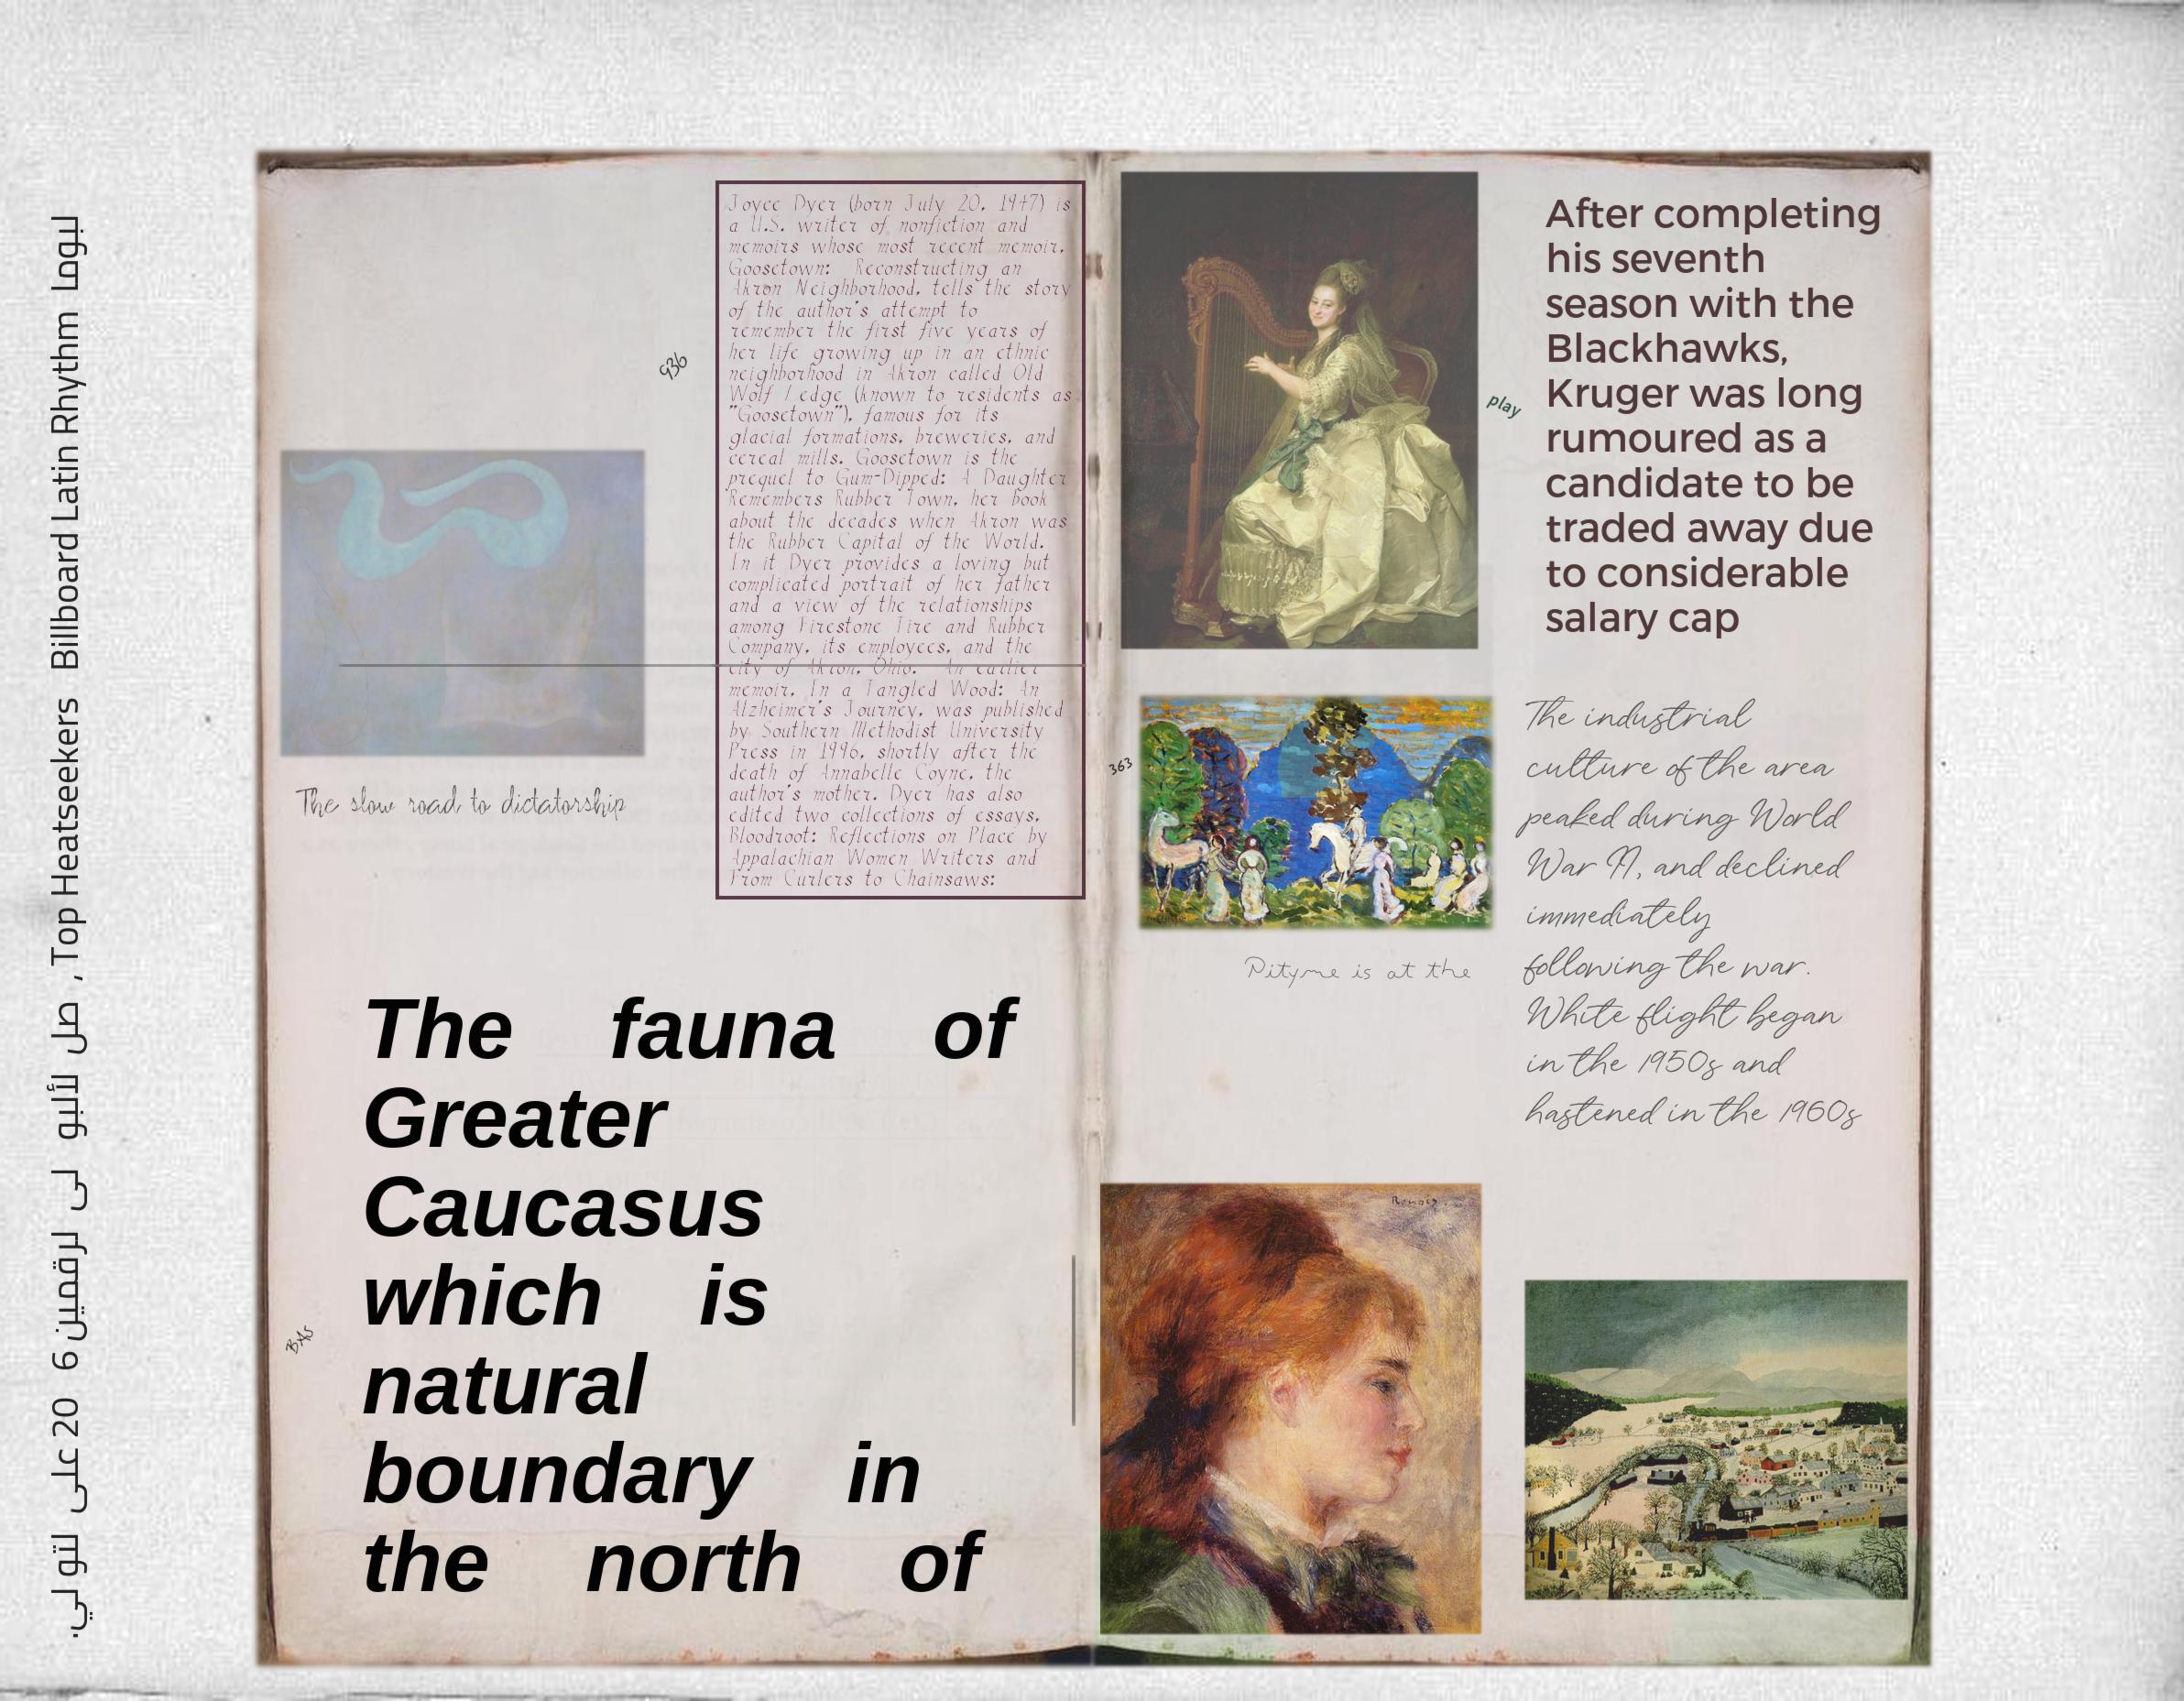 ليوما Billboard Latin Rhythm
Top Heatseekers ,
صل لألبو لى لرقمين 6 20 على لتو لي.
936
Joyce Dyer (born July 20, 1947) is
a U.S. writer of nonfiction and
memoirs whose most recent memoir,
Goosetown: Reconstructing an
Akron Neighborhood, tells the story
of the author's attempt to
remember the first five years of
her life growing up in an ethnic
neighborhood in Akron called Old
Wolf Ledge (known to residents as
"Goosetown"), famous for its
glacial formations, breweries, and
cereal mills. Goosetown is the
prequel to Gum-Dipped: A Daughter
Remembers Rubber Town, her book
about the decades when Akron was
the Rubber Capital of the World.
In it Dyer provides a loving but
complicated portrait of her father
and a view of the relationships
among Firestone Tire and Rubber
Company, its employees, and the
city of Akron, Ohio. An earlier
memoir, In a Tangled Wood: An
Alzheimer's Journey, was published
by Southern Methodist University
Press in 1996, shortly after the
death of Annabelle Coyne, the
author's mother. Dyer has also
edited two collections of essays,
Bloodroot: Reflections on Place by
Appalachian Women Writers and
From Curlers to Chainsaws:
The slow road to dictatorship
The fauna of
Greater
Caucasus
which is
natural
boundary in
the north of
BAs
play
After completing
his seventh
season with the
Blackhawks,
Kruger was long
rumoured as a
candidate to be
traded away due
to considerable
salary cap
363
Pityme is at the
The industrial
culture of the area
peaked during World
War II, and declined
immediately
following the war.
White flight began
in the 1950s and
hastened in the 1960s
Renoir.